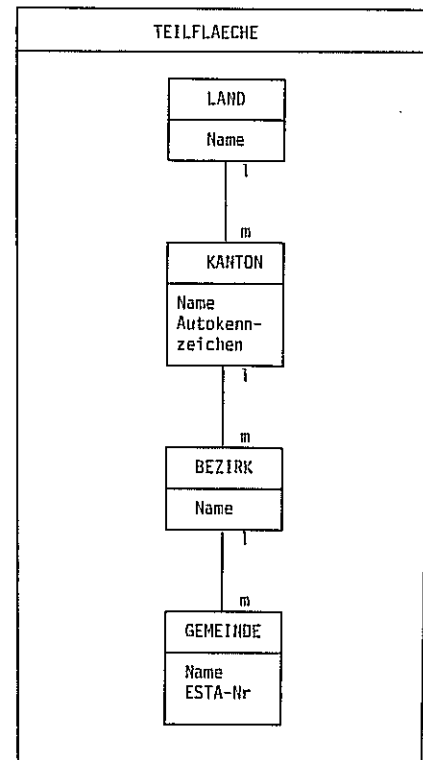 TEILFLAECHE
LAND
Name
1
m
KANTON
Name
Autokenn-
zeichen
1
m
BEZIRK
Name
1
m
GEMEINDE
Name
ESTA-Nr